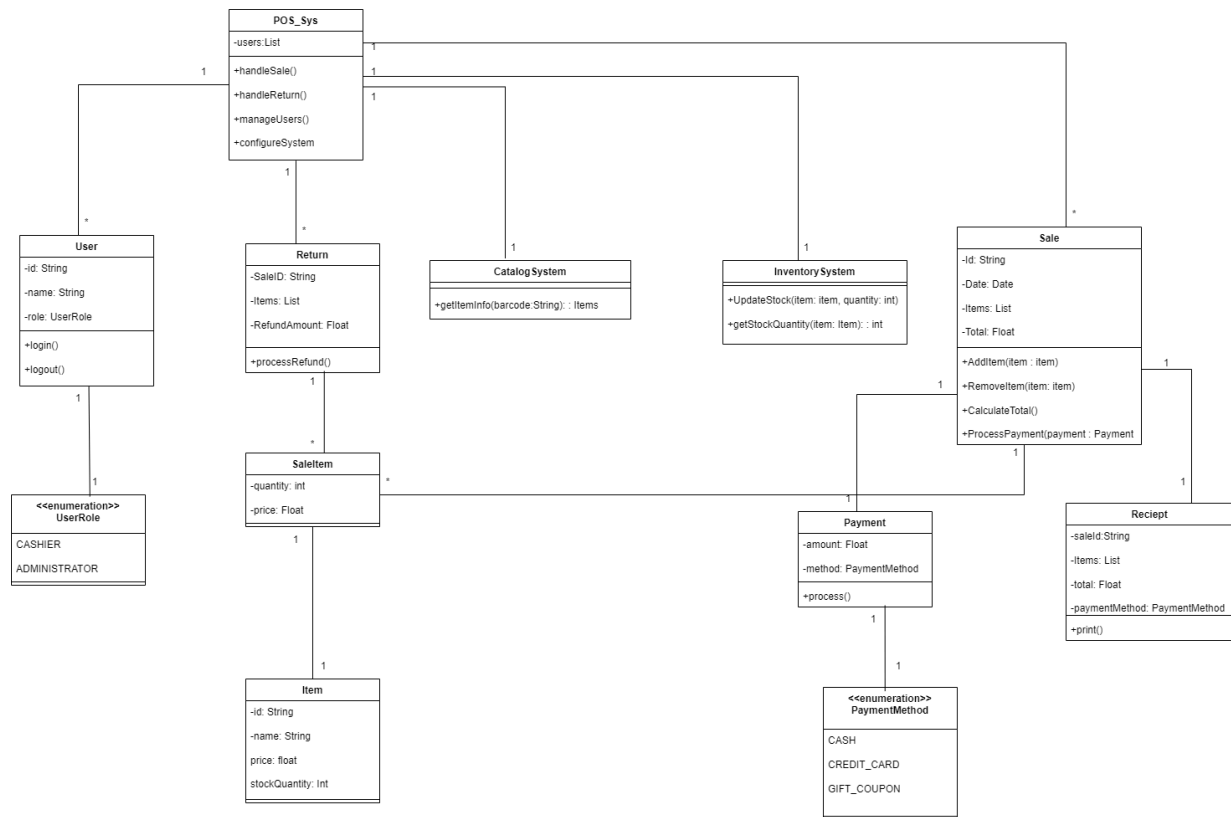 POS_Sys
-users:List
+handleSale()
+handleReturn()
+manageUsers()
+configureSystem
1
1
1
1
1
*
*
*
User
-id: String
-name: String
-role: UserRole
+login()
+logout()
1
1
<<enumeration>>
UserRole
CASHIER
ADMINISTRATOR
Return
-SaleID: String
-Items: List
-RefundAmount: Float
+processRefund()
1
*
SaleItem
-quantity: int
-price: Float
*
1
1
Item
-id: String
-name: String
price: float
stockQuantity: Int
1
CatalogSystem
+getItemInfo(barcode:String): : Items
1
InventorySystem
+UpdateStock(item: item, quantity: int)
+getStockQuantity(item: Item): : int
Sale
-Id: String
-Date: Date
-Items: List
-Total: Float
+AddItem(item : item)
+RemoveItem(item: item)
+CalculateTotal()
+ProcessPayment(payment : Payment
1
1
1
1
1
Payment
-amount: Float
-method: PaymentMethod
+process()
1
1
<<enumeration>>
PaymentMethod
CASH
CREDIT_CARD
GIFT_COUPON
Reciept
-saleId:String
-Items: List
-total: Float
-paymentMethod: PaymentMethod
+print()